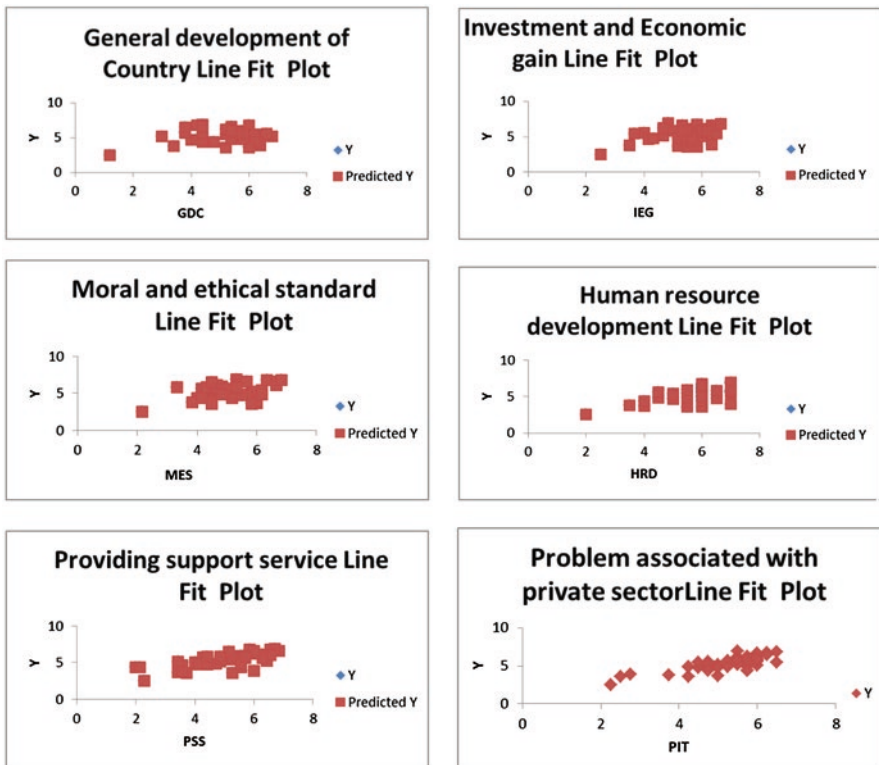 General development of
Country Line Fit Plot
10
5
0
Y
0 2 4 6 8
GDC
Y
Predicted Y
Investment and Economic
gain Line Fit Plot
10
5
0
Y
0 2 4 6 8
IEG
Y
Predicted Y
Moral and ethical standard
Line Fit Plot
10
5
0
Y
0 2 4 6 8
MES
Y
Predicted Y
Human resource
development Line Fit Plot
10
5
0
Y
0 2 4 6 8
HRD
Y
Predicted Y
Providing support service Line
Fit Plot
10
5
0
Y
0 2 4 6 8
PSS
Y
Predicted Y
Problem associated with
private sectorLine Fit Plot
10
5
0
Y
0 2 4 6 8
PIT
Y